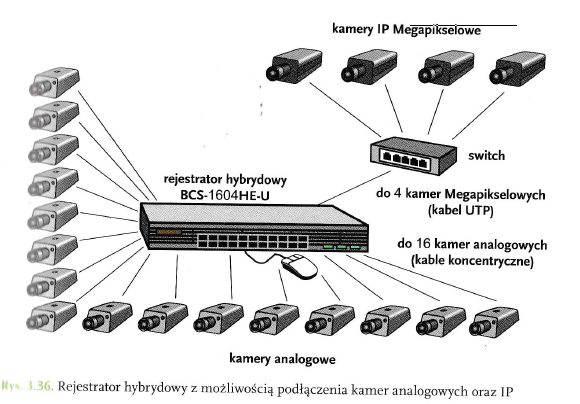 kamery IP Megapikselowe
switch
rejestrator hybrydowy
BCS-1604HE-U
do 4 kamer Megapikselowych
(kabel UTP)
do 16 kamer analogowych
(kable koncentryczne)
kamery analogowe
Rys. 3.36. Rejestrator hybrydowy z możliwością podłączenia kamer analogowych oraz IP